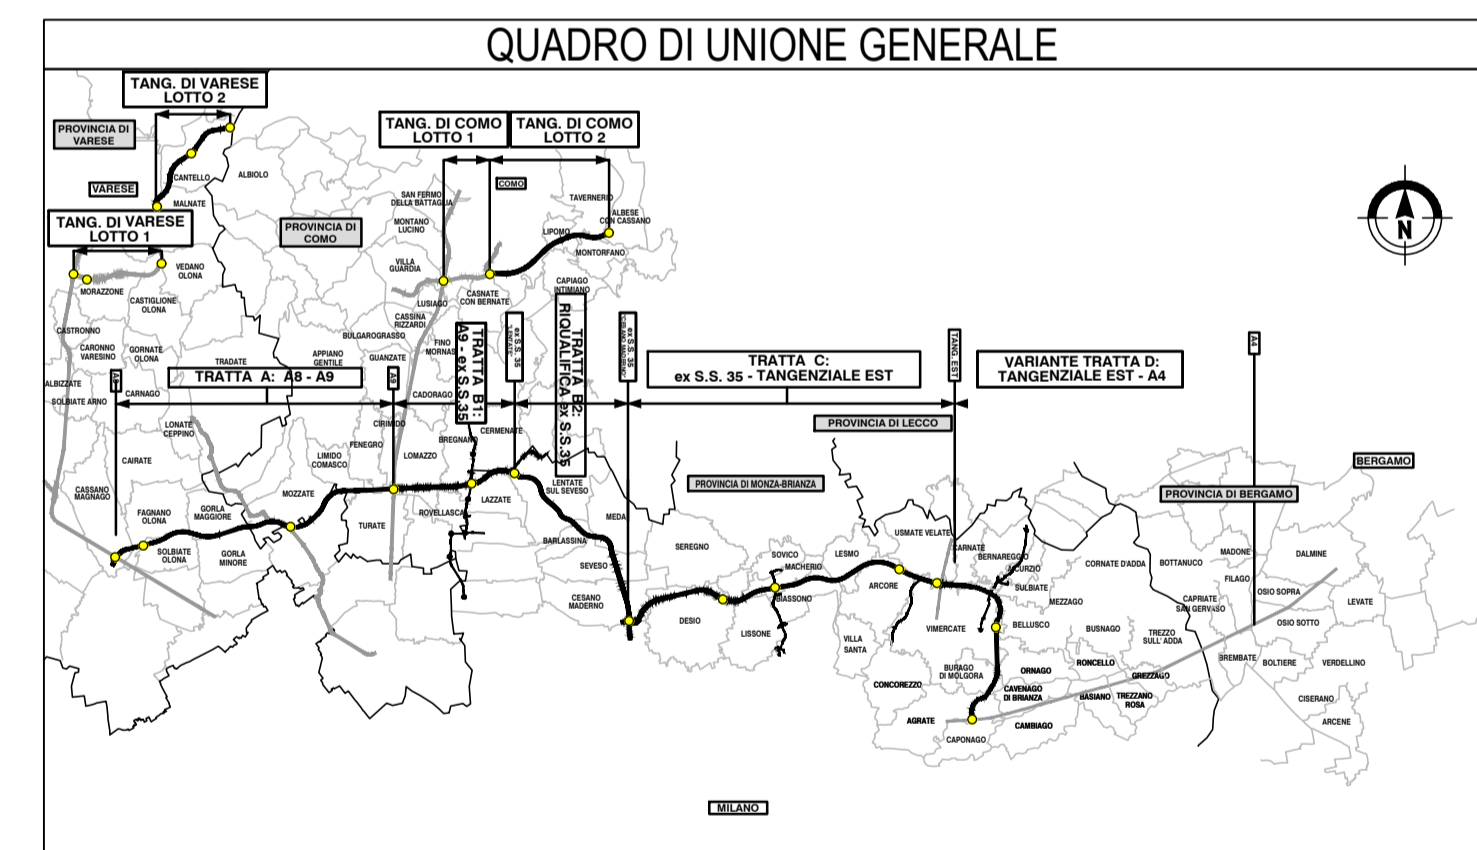 QUADRO DI UNIONE GENERALE
TANG. DI VARESE
LOTTO 2
PROVINCIA DI
VARESE
VARESE
CANTELLO
ALBIOLO
MALNATE
TANG. DI VARESE
LOTTO 1
VEDANO
OLONA
MORAZZONE
CASTIGLIONE
OLONA
PROVINCIA DI
COMO
TANG. DI COMO
LOTTO 1
TANG. DI COMO
LOTTO 2
COMO
SAN FERMO
DELLA BATTAGLIA
MONTANO
LUCINO
VILLA
GUARDIA
TAVERNERIO
ALBESE
CON CASSANO
LIPOMO
MONTORFANO
LUSIAGO
CASNATE
CON BERNATE
CAPIAGO
INTIMIANO
CASSINA
RIZZARDI
BULGAROGRASSO
FINO
MORNAS
CASTRONNO
CARONNO
VARESINO
GORNATE
OLONA
TRADATE
APPIANO
GENTILE
GUANZATE
ALBIZZATE
SOLBIATE ARNO
CARNAGO
CADORAGO
A8
TRATTA A: A8 - A9
A9
TRATTA B1:
A9 - ex S.S.35
ex S.S. 35
TRATTA B2:
RIQUALIFICA ex S.S.35
ex S.S. 35
TRATTA C:
ex S.S. 35 - TANGENZIALE EST
TANG. EST
VARIANTE TRATTA D:
TANGENZIALE EST - A4
A4
LONATE
CEPPINO
CIRIMIDO
FENEGRO
BREGNANO
CERMENATE
CAIRATE
LIMIDO
COMASCO
LOMAZZO
PROVINCIA DI LECCO
BERGAMO
CASSANO
MAGNAGO
MOZZATE
LAZZATE
LENTATE
SUL SEVESO
PROVINCIA DI MONZA-BRIANZA
PROVINCIA DI BERGAMO
FAGNANO
OLONA
GORLA
MAGGIORE
TURATE
ROVELLASCA
MEDA
SOLBIATE
OLONA
GORLA
MINORE
BARLASSINA
SEVESO
CESANO
MADERNO
SEREGNO
SOVICO
MACHERIO
LESMO
USMATE VELATE
CARNATE
BERNAREGGIO
AICURZIO
CORNATE D'ADDA
BOTTANUCO
MADONE
DALMINE
FILAGO
ARCORE
SULBIATE
MEZZAGO
OSIO SOPRA
CAPRIATE
SAN GERVASO
LEVATE
BIASSONO
DESIO
LISSONE
VIMERCATE
BELLUSCO
BUSNAGO
TREZZO
SULL' ADDA
OSIO SOTTO
VILLA
SANTA
BURAGO
DI MOLGORA
ORNAGO
RONCELLO
GREZZAGO
BREMBATE
BOLTIERE
VERDELLINO
CONCOREZZO
CAVENAGO
DI BRIANZA
BASIANO
TREZZANO
ROSA
CISERANO
AGRATE
CAMBIAGO
ARCENE
CAPONAGO
MILANO
N